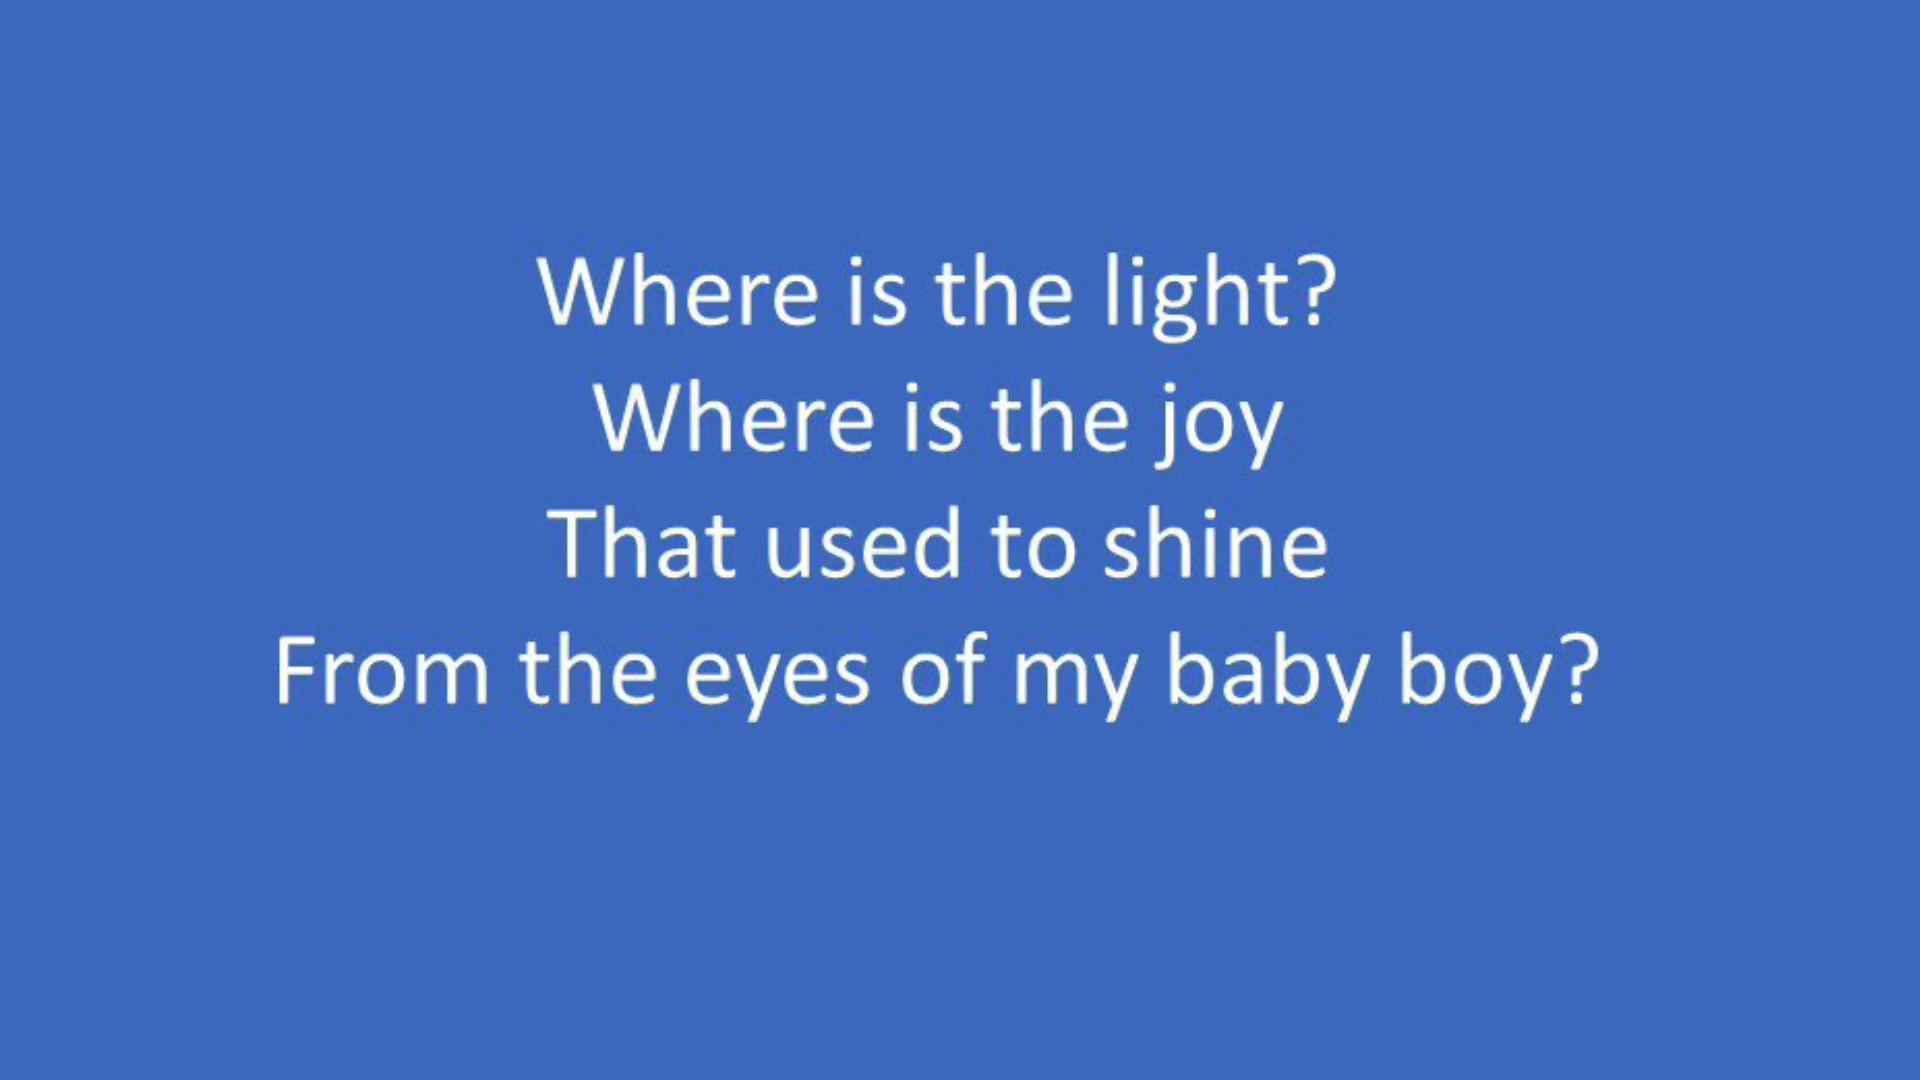 Where is the light?
Where is the joy
That used to shine
From the eyes of my baby boy?